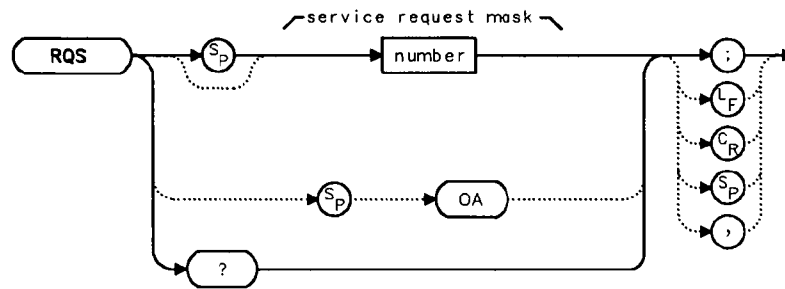 service request mask
RQS
SP
number
;
LF
CR
SP
OA
SP
,
?